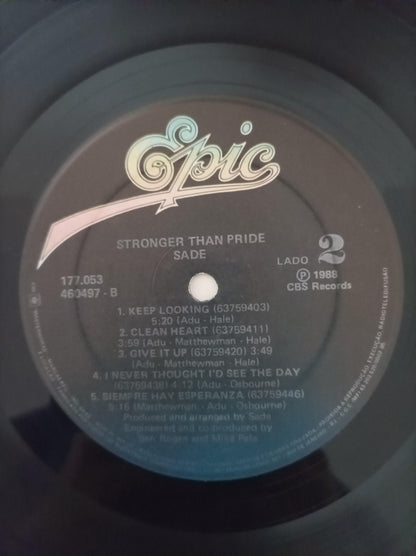 Epic
STRONGER THAN PRIDE
SADE
LADO 2
177.053
460497 - B
℗ 1988
CBS Records
1. KEEP LOOKING (63759403)
5:20 (Adu - Hale)
2. CLEAN HEART (63759411)
3:59 (Adu - Matthewman - Hale)
3. GIVE IT UP (63759420) 3:49
(Adu - Matthewman - Hale)
4. I NEVER THOUGHT I'D SEE THE DAY
(63759438) 4:12 (Adu - Osbourne)
5. SIEMPRE HAY ESPERANZA (63759446)
5:16 (Matthewman - Adu - Osbourne)
Produced and arranged by Sade
Engineered and co-produced by
Ben Rogan and Mike Pela